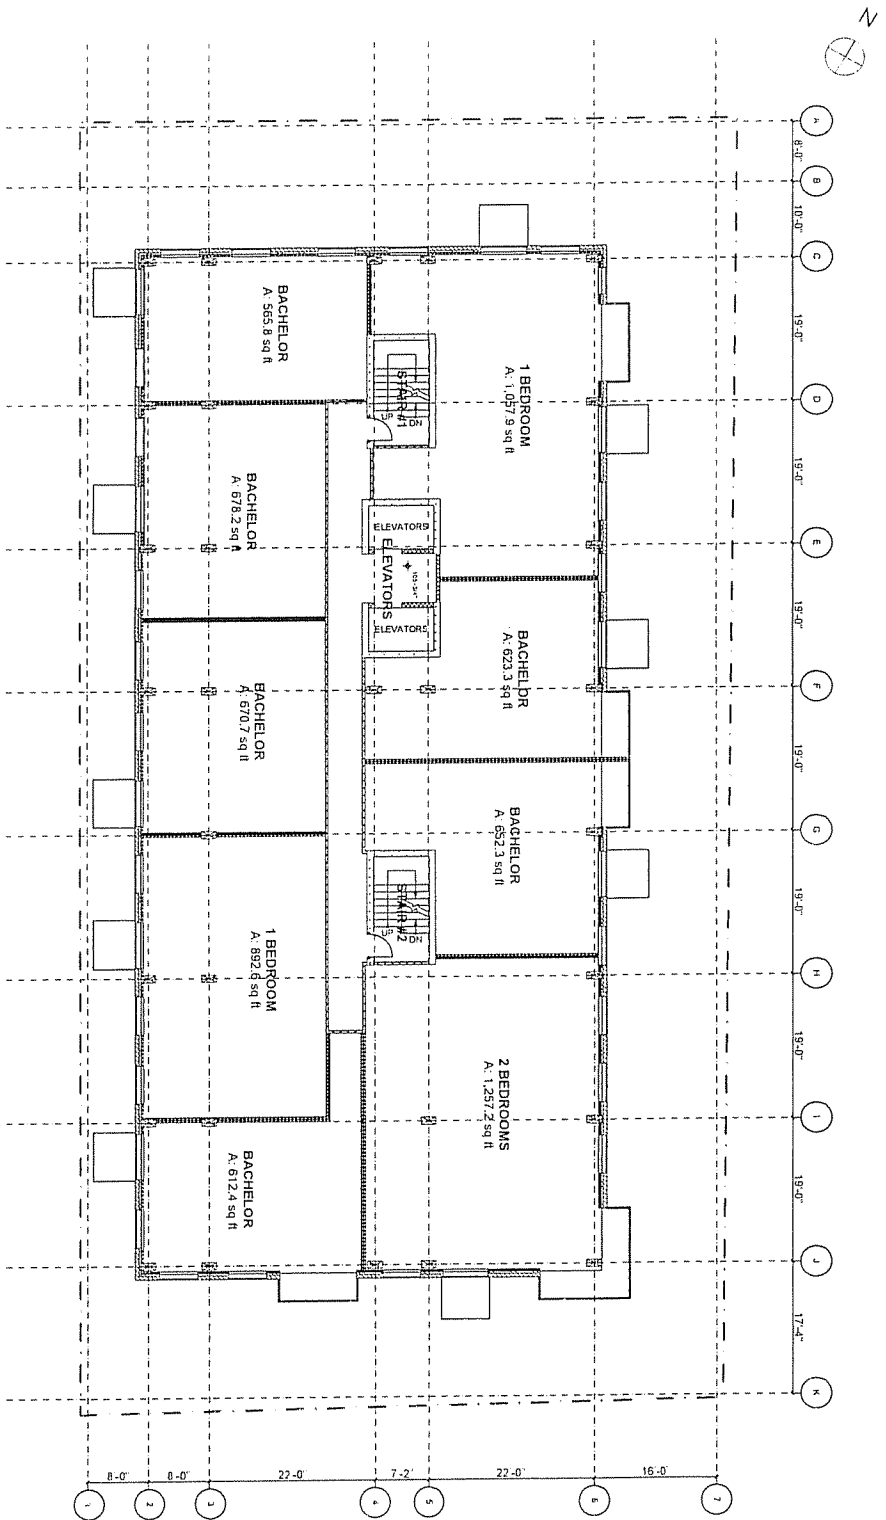 N
A
8'-0"
B
10'-0"
C
19'-0"
D
19'-0"
E
19'-0"
F
19'-0"
G
19'-0"
H
19'-0"
I
19'-0"
J
17'-4"
K
BACHELOR
A: 565.8 sq ft
1 BEDROOM
A: 1,057.9 sq ft
STAIR #1
UP
DN
BACHELOR
A: 678.2 sq ft
ELEVATORS
ELEVATORS
ELEVATORS
BACHELOR
A: 623.3 sq ft
BACHELOR
A: 670.7 sq ft
BACHELOR
A: 652.3 sq ft
STAIR #2
UP
DN
1 BEDROOM
A: 892.6 sq ft
2 BEDROOMS
A: 1,257.2 sq ft
BACHELOR
A: 612.4 sq ft
8'-0"
8'-0"
22'-0"
7'-2"
22'-0"
16'-0"
1
2
3
4
5
6
7